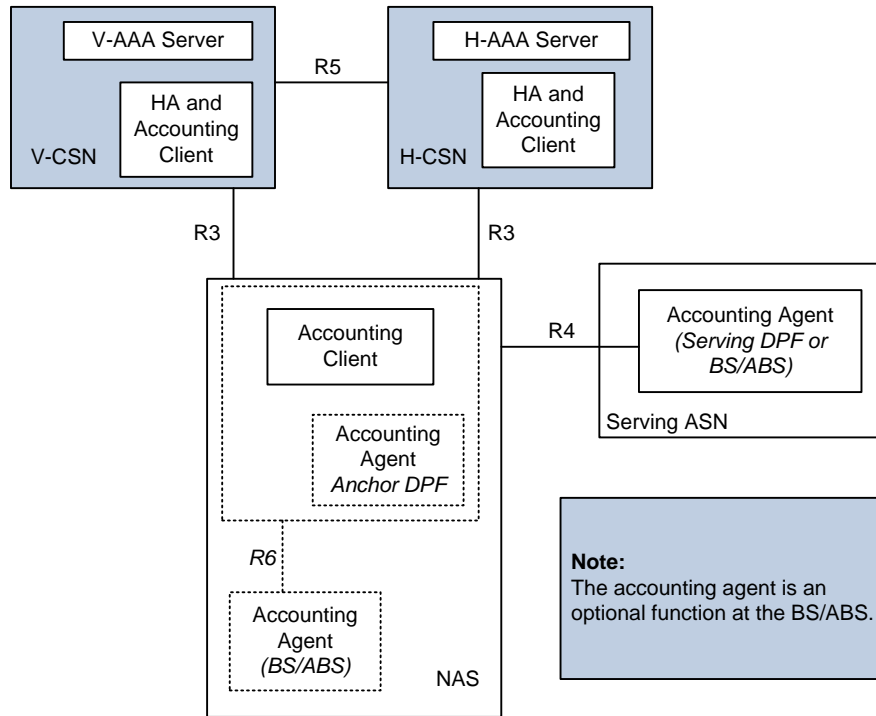 V-AAA Server
HA and
Accounting
Client
V-CSN
R5
H-AAA Server
HA and
Accounting
Client
H-CSN
R3
R3
Accounting
Client
Accounting
Agent
Anchor DPF
R6
Accounting
Agent
(BS/ABS)
NAS
R4
Accounting Agent
(Serving DPF or
BS/ABS)
Serving ASN
Note:
The accounting agent is an
optional function at the BS/ABS.